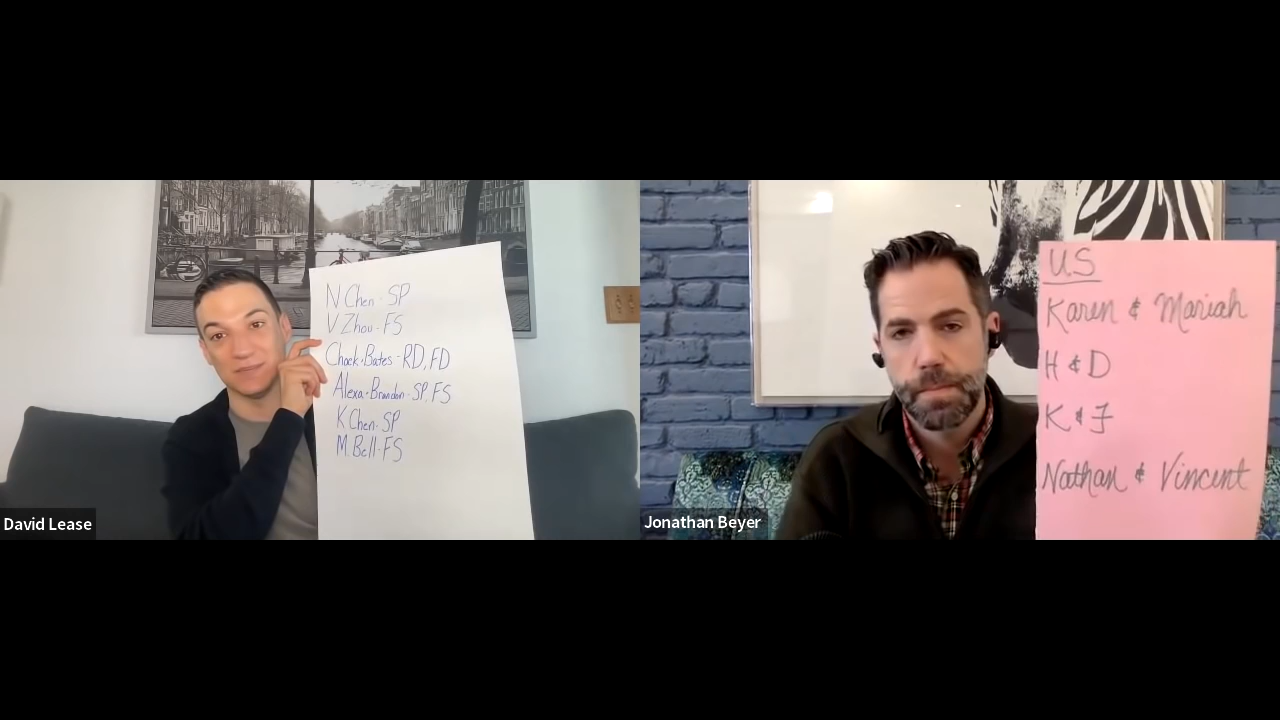 N Chen - SP
V Zhou - FS
Chock - Bates - RD, FD
Alexa - Brandon - SP, FS
K Chen - SP
M Bell - FS
David Lease
US
Karen & Mariah
H & D
K & J
Nathan & Vincent
Jonathan Beyer